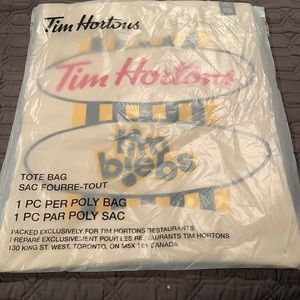 Tim Hortons
Tim Hortons
tim
biebs
TOTE BAG
SAC FOURRE-TOUT
1 PC PER POLY BAG
1 PC PAR POLY SAC
PACKED EXCLUSIVELY FOR TIM HORTONS RESTAURANTS
PRÉPARÉ EXCLUSIVEMENT POUR LES RESTAURANTS TIM HORTONS
130 KING ST. WEST, TORONTO, ON M5X 1E1 CANADA